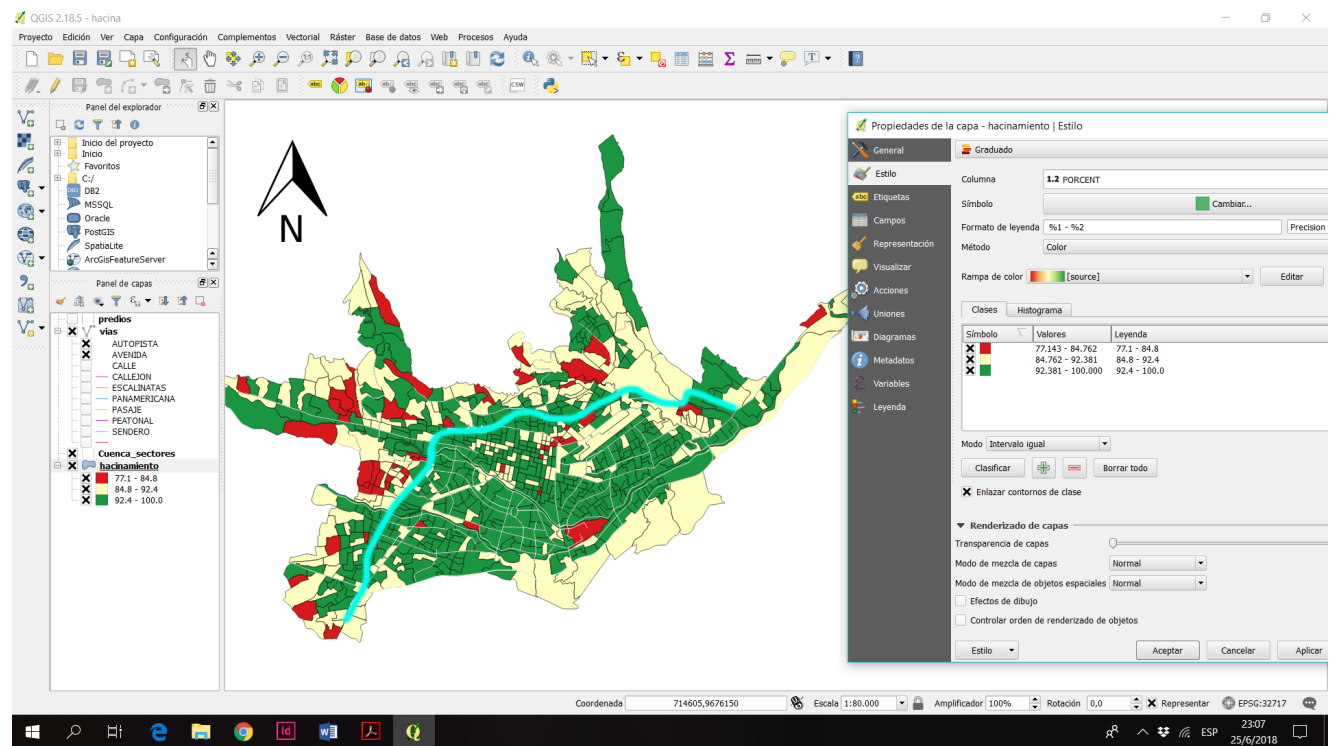 QGIS 2.18.5 - hacina
Proyecto Edición Ver Capa Configuración Complementos Vectorial Ráster Base de datos Web Procesos Ayuda
Panel del explorador
Inicio del proyecto
Inicio
Favoritos
C:/
DB2
MSSQL
Oracle
PostGIS
SpatiaLite
ArcGisFeatureServer
Panel de capas
predios
vias
AUTOPISTA
AVENIDA
CALLE
CALLEJON
ESCALINATAS
PANAMERICANA
PASAJE
PEATONAL
SENDERO
Cuenca_sectores
hacinamiento
77.1 - 84.8
84.8 - 92.4
92.4 - 100.0
N
Propiedades de la capa - hacinamiento | Estilo
General
Estilo
Etiquetas
Campos
Representación
Visualizar
Acciones
Uniones
Diagramas
Metadatos
Variables
Leyenda
Graduado
Columna 1.2 PORCENT
Símbolo Cambiar...
Formato de leyenda %1 - %2 Precision
Método Color
Rampa de color [source] Editar
Clases Histograma
Símbolo Valores Leyenda
77.143 - 84.762 77.1 - 84.8
84.762 - 92.381 84.8 - 92.4
92.381 - 100.000 92.4 - 100.0
Modo Intervalo igual
Clasificar Borrar todo
Enlazar contornos de clase
Renderizado de capas
Transparencia de capas
Modo de mezcla de capas Normal
Modo de mezcla de objetos espaciales Normal
Efectos de dibujo
Controlar orden de renderizado de objetos
Estilo Aceptar Cancelar Aplicar
Coordenada 714605,9676150 Escala 1:80.000 Amplificador 100% Rotación 0,0 Representar EPSG:32717
ESP
23:07
25/6/2018